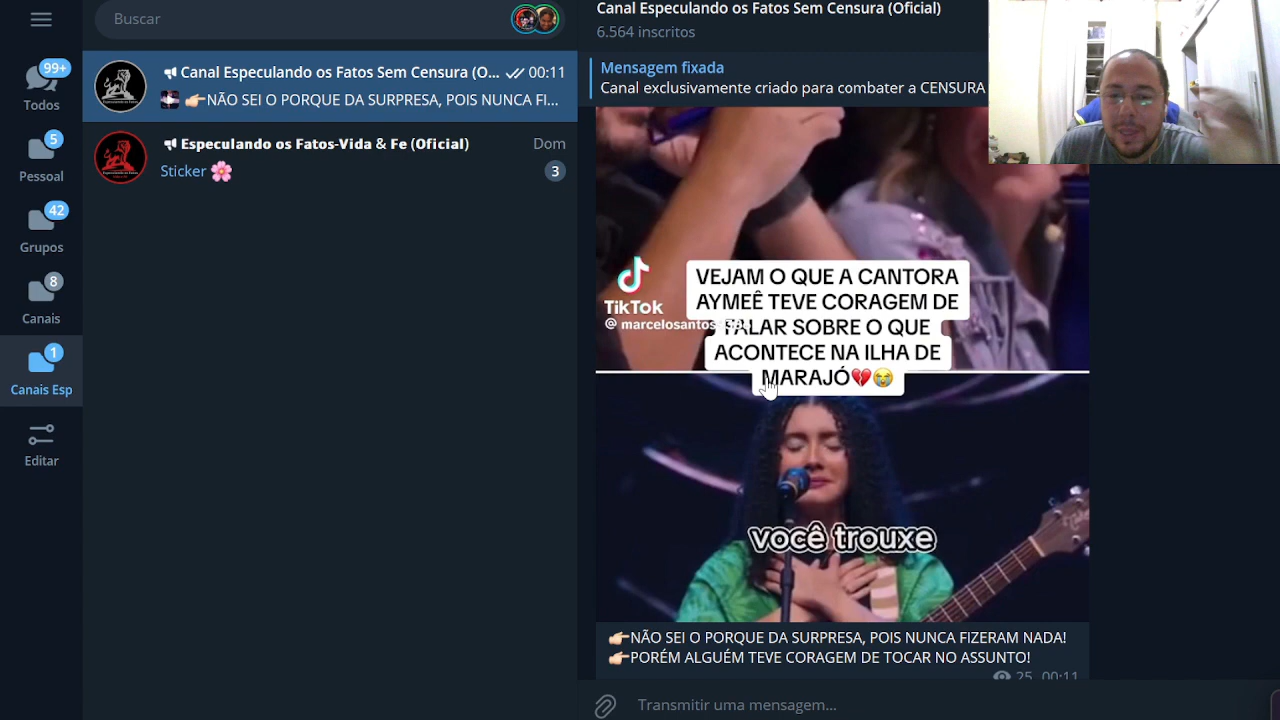 Buscar
99+
Todos
5
Pessoal
42
Grupos
8
Canais
1
Canais Esp
Editar
Canal Especulando os Fatos Sem Censura (O... 00:11
👉NÃO SEI O PORQUE DA SURPRESA, POIS NUNCA FI...
Especulando os Fatos-Vida & Fe (Oficial) Dom
Sticker 🌸 3
Canal Especulando os Fatos Sem Censura (Oficial)
6.564 inscritos
Mensagem fixada
Canal exclusivamente criado para combater a CENSURA
TikTok
VEJAM O QUE A CANTORA
AYMEÊ TEVE CORAGEM DE
FALAR SOBRE O QUE
ACONTECE NA ILHA DE
MARAJÓ💔😭
você trouxe
👉NÃO SEI O PORQUE DA SURPRESA, POIS NUNCA FIZERAM NADA!
👉PORÉM ALGUÉM TEVE CORAGEM DE TOCAR NO ASSUNTO!
25 00:11
Transmitir uma mensagem...